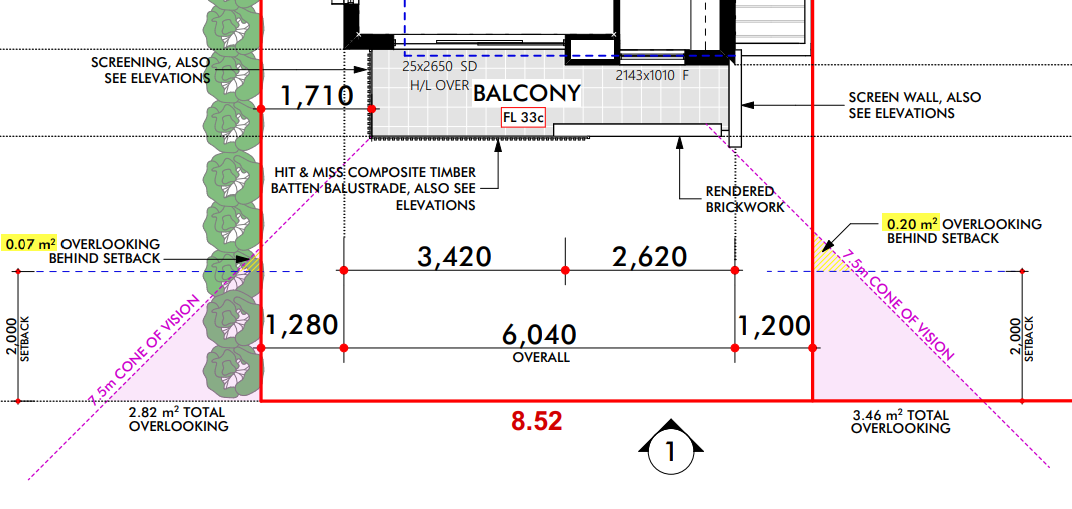 SCREENING, ALSO
SEE ELEVATIONS
25x2650 SD
H/L OVER
2143x1010 F
BALCONY
FL 33c
1,710
SCREEN WALL, ALSO
SEE ELEVATIONS
HIT & MISS COMPOSITE TIMBER
BATTEN BALUSTRADE, ALSO SEE
ELEVATIONS
RENDERED
BRICKWORK
0.07 m² OVERLOOKING
BEHIND SETBACK
0.20 m² OVERLOOKING
BEHIND SETBACK
3,420
2,620
7.5m CONE OF VISION
7.5m CONE OF VISION
2,000
SETBACK
1,280
6,040
OVERALL
1,200
2,000
SETBACK
2.82 m² TOTAL
OVERLOOKING
8.52
3.46 m² TOTAL
OVERLOOKING
1